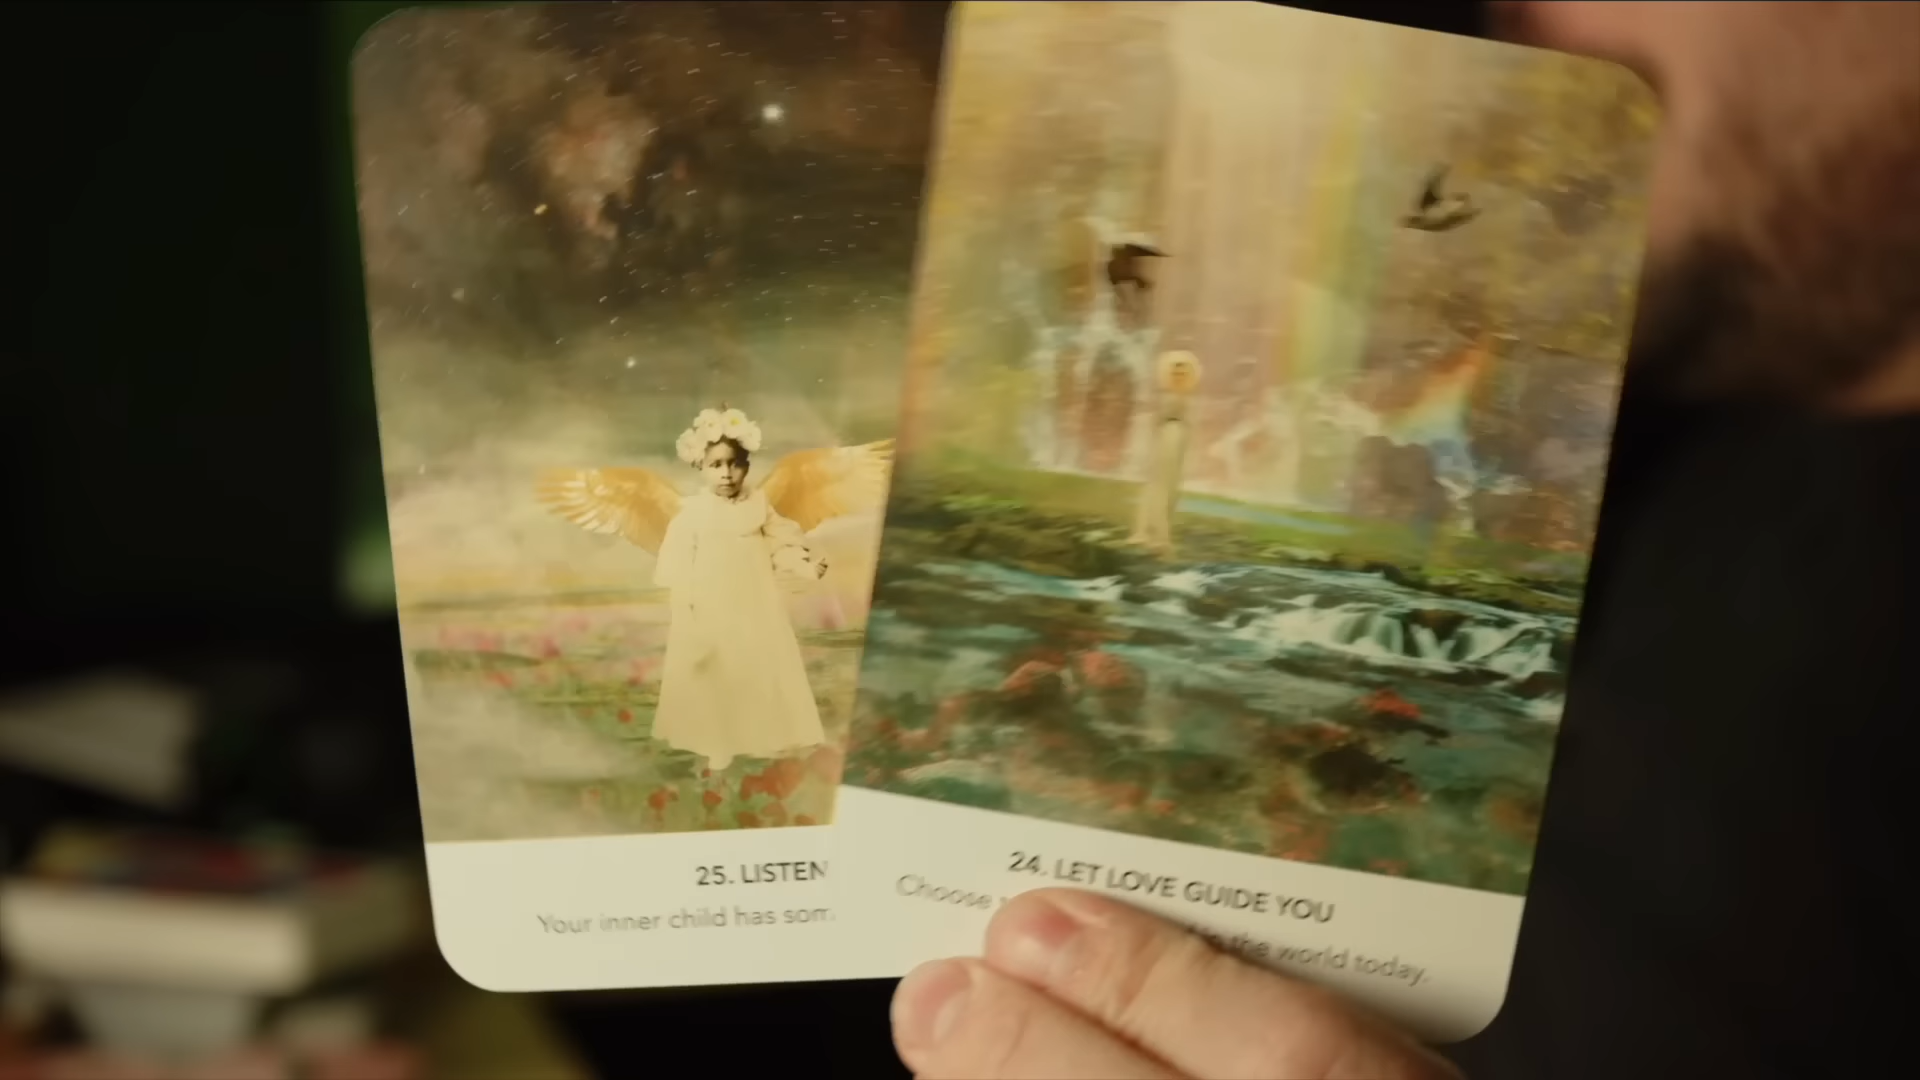 25. LISTEN
Your inner child has som
24. LET LOVE GUIDE YOU
Choose
the world today.